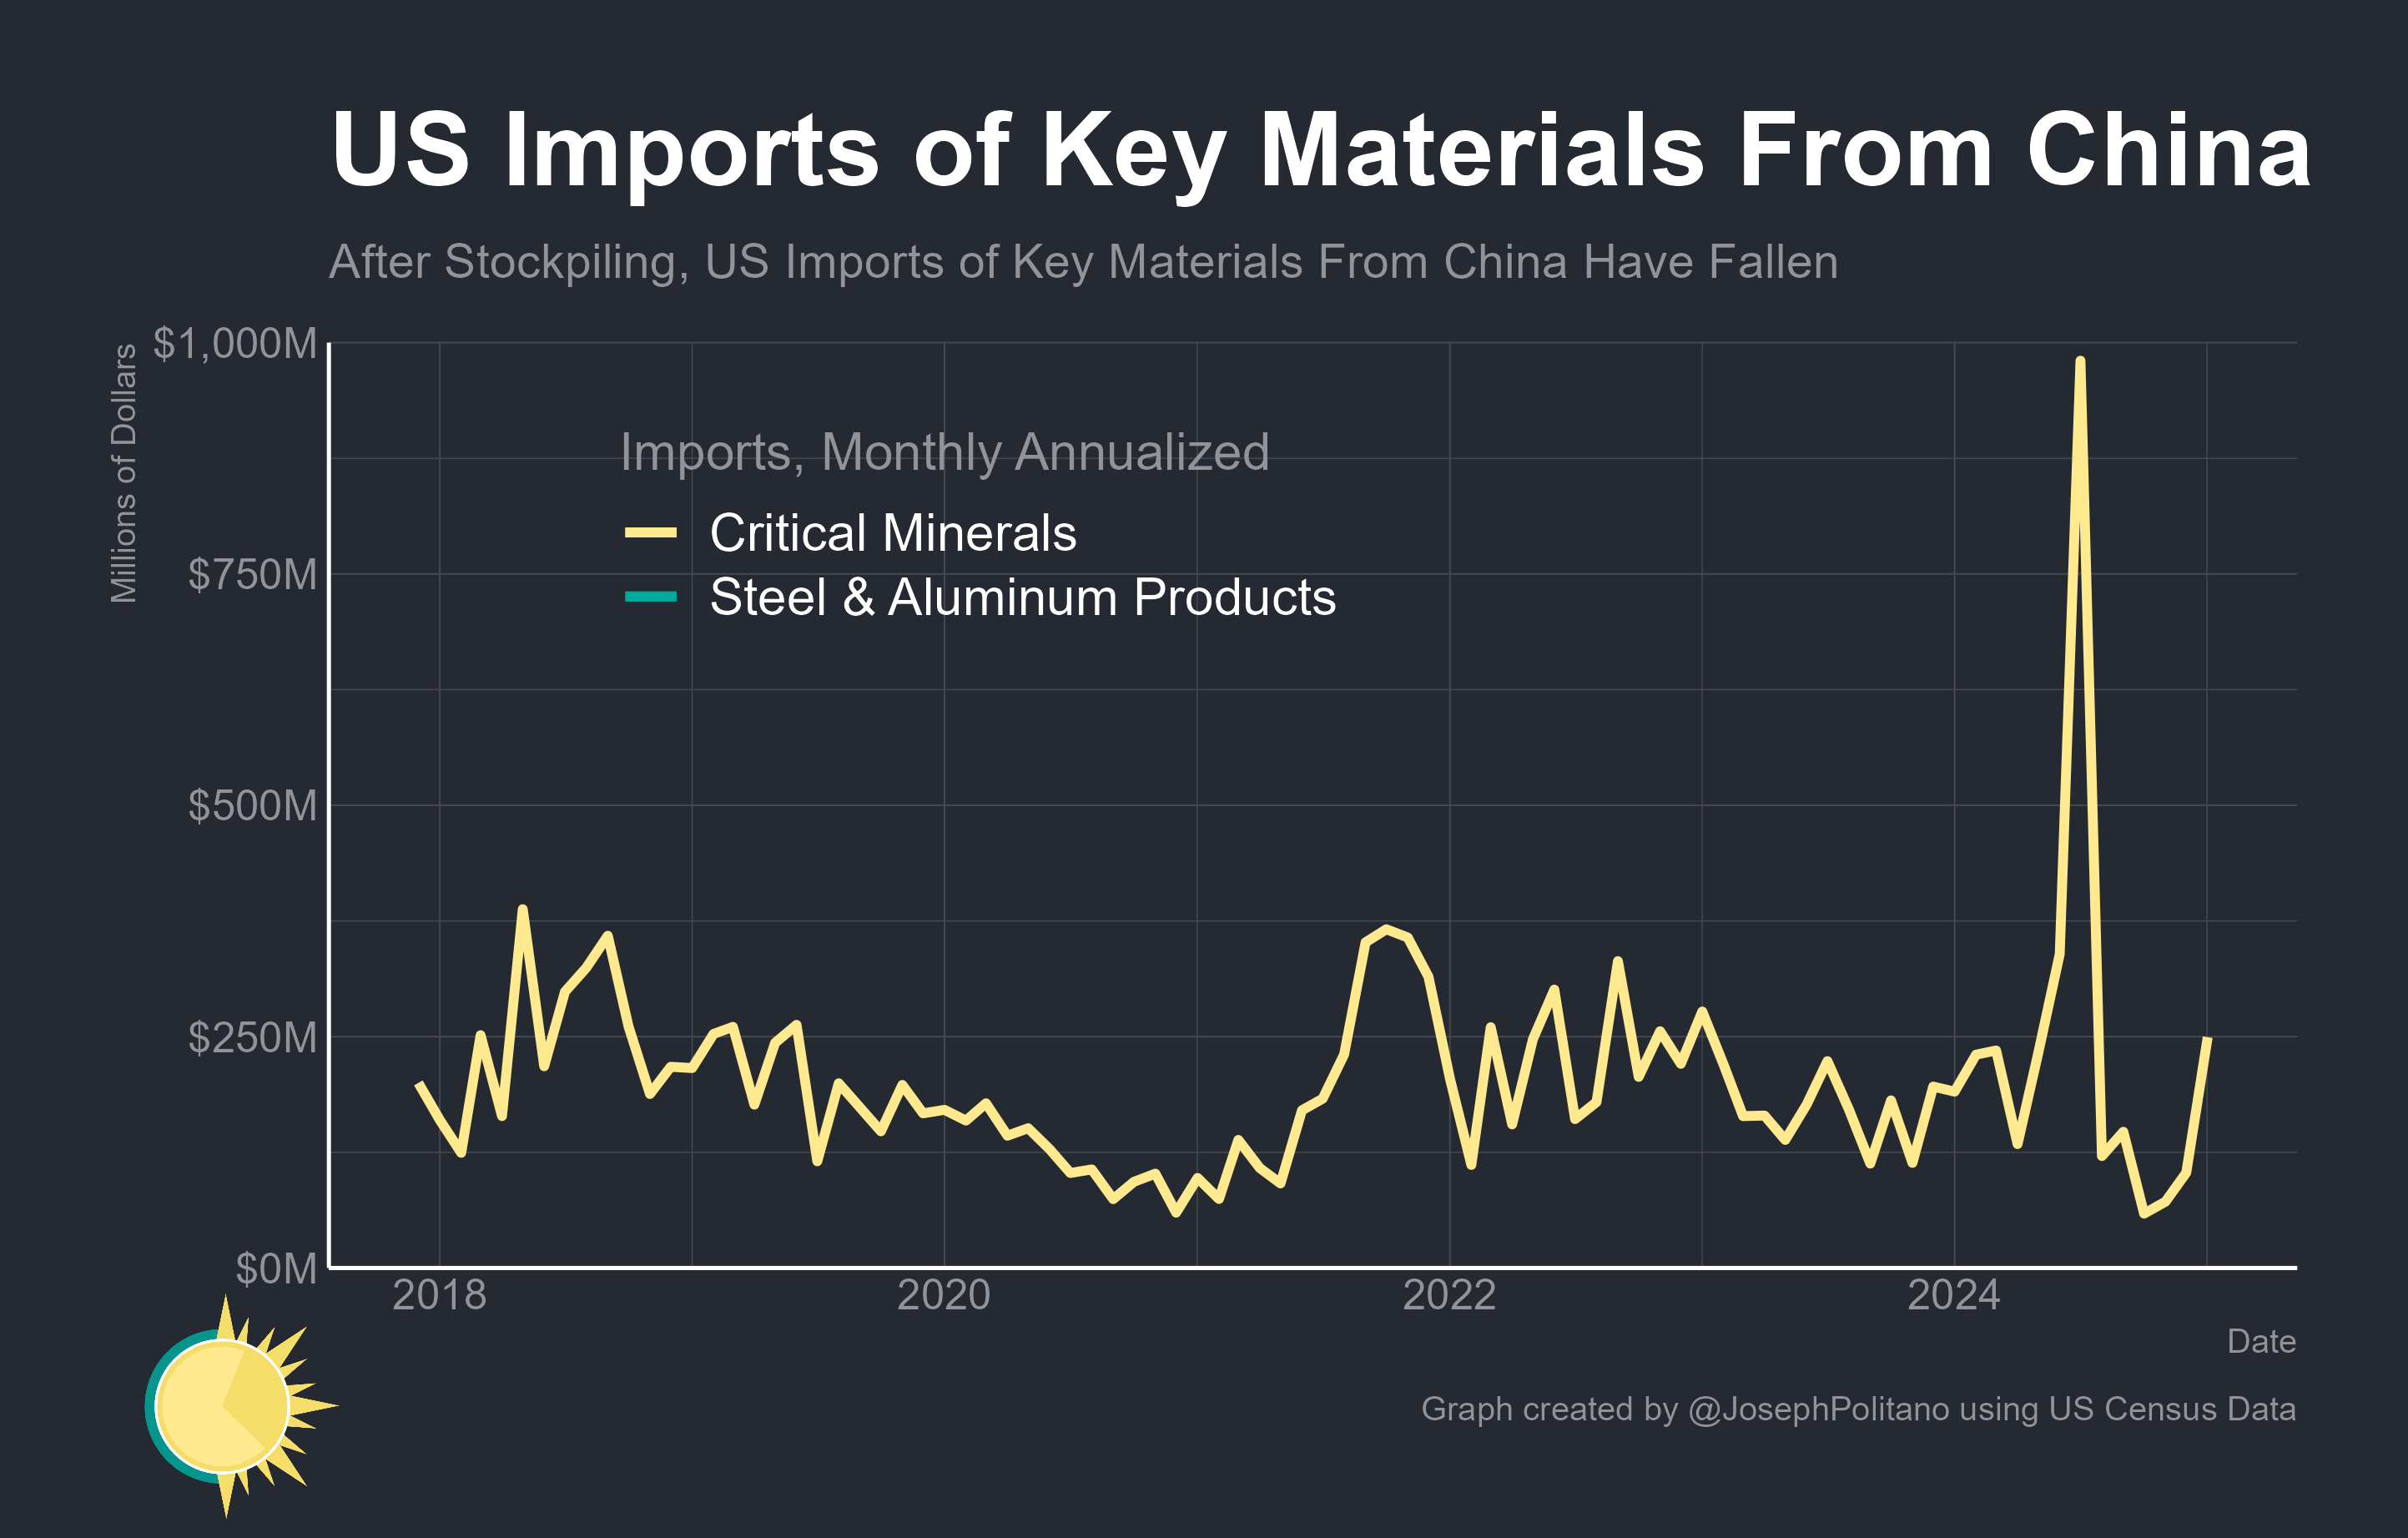 US Imports of Key Materials From China
After Stockpiling, US Imports of Key Materials From China Have Fallen
Millions of Dollars
$1,000M
$750M
$500M
$250M
$0M
Imports, Monthly Annualized
Critical Minerals
Steel & Aluminum Products
2018
2020
2022
2024
Date
Graph created by @JosephPolitano using US Census Data